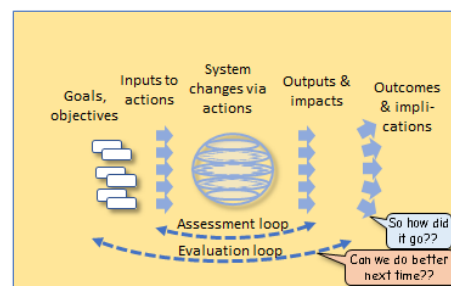 Goals,
objectives
Inputs to
actions
System
changes via
actions
Outputs &
impacts
Outcomes
& impli-
cations
Assessment loop
Evaluation loop
So how did
it go??
Can we do better
next time??